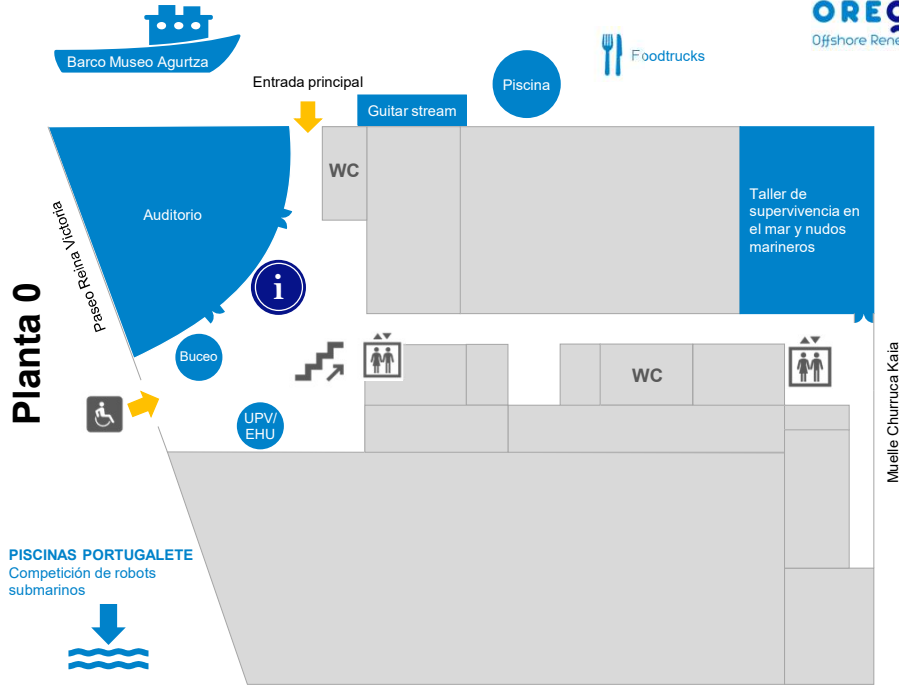 OREG
Offshore Rene
Barco Museo Agurtza
Foodtrucks
Piscina
Entrada principal
Guitar stream
WC
Auditorio
Taller de
supervivencia en
el mar y nudos
marineros
Paseo Reina Victoria
i
Planta 0
Buceo
WC
UPV/
EHU
Muelle Churruca Kaia
PISCINAS PORTUGALETE
Competición de robots
submarinos